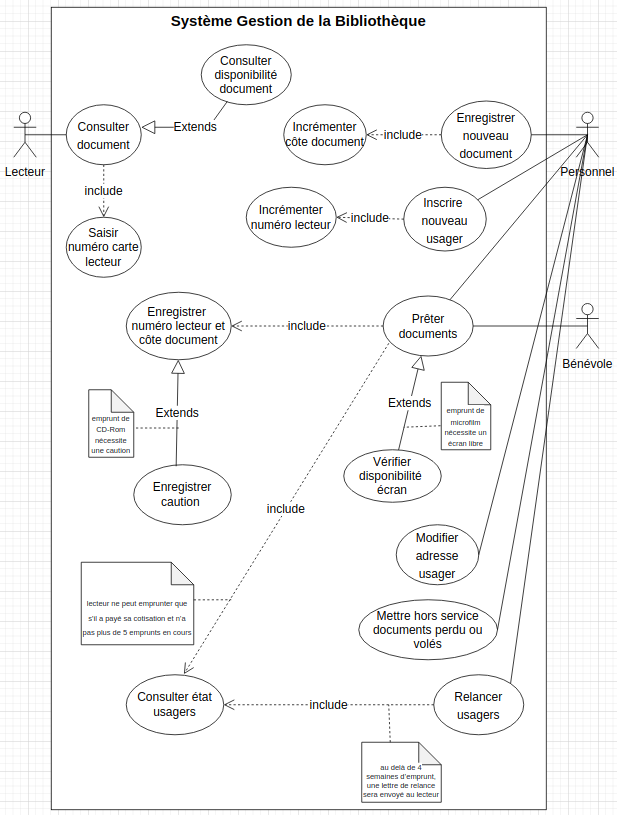 Système Gestion de la Bibliothèque
Consulter
disponibilité
document
Extends
Consulter
document
Lecteur
include
Saisir
numéro carte
lecteur
Incrémenter
côte document
include
Enregistrer
nouveau
document
Personnel
Incrémenter
numéro lecteur
include
Inscrire
nouveau
usager
Enregistrer
numéro lecteur et
côte document
include
Prêter
documents
Bénévole
Extends
emprunt de
CD-Rom
nécessite
une caution
Enregistrer
caution
Extends
emprunt de
microfilm
nécessite un
écran libre
Vérifier
disponibilité
écran
include
Modifier
adresse
usager
lecteur ne peut emprunter que
s'il a payé sa cotisation et n'a
pas plus de 5 emprunts en cours
Mettre hors service
documents perdu ou
volés
Consulter état
usagers
include
Relancer
usagers
au delà de 4
semaines d'emprunt,
une lettre de relance
sera envoyé au lecteur